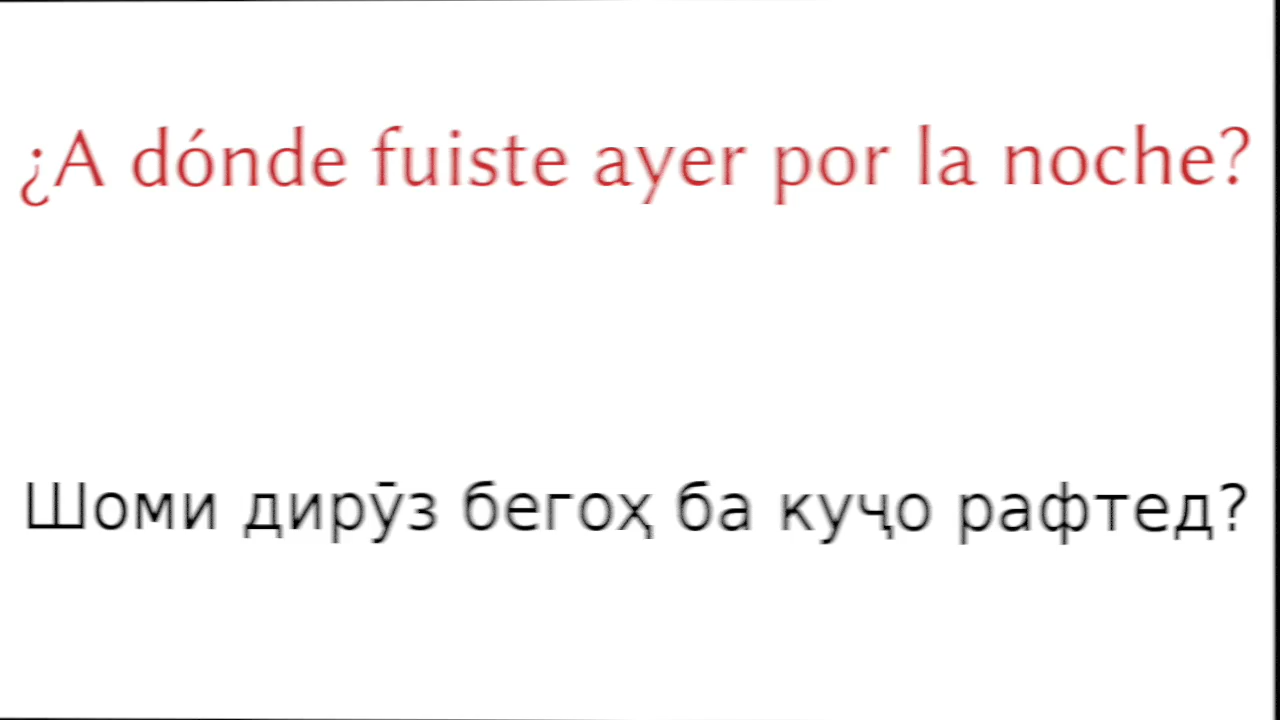 ¿A dónde fuiste ayer por la noche?
Шоми дирӯз бегоҳ ба куҷо рафтед?